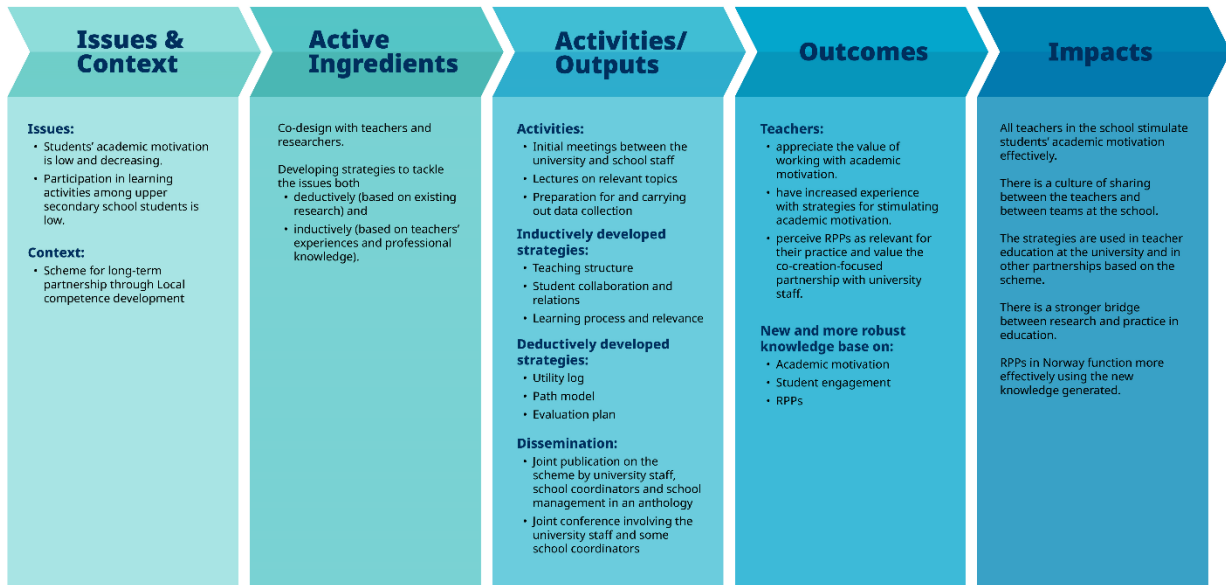 Issues &
Context
Active
Ingredients
Activities/
Outputs
Outcomes
Impacts
Issues:
• Students' academic motivation
is low and decreasing.
• Participation in learning
activities among upper
secondary school students is
low.
Context:
• Scheme for long-term
partnership through Local
competence development
Co-design with teachers and
researchers.
Developing strategies to tackle
the issues both
• deductively (based on existing
research) and
• inductively (based on teachers'
experiences and professional
knowledge).
Activities:
• Initial meetings between the
university and school staff
• Lectures on relevant topics
• Preparation for and carrying
out data collection
Inductively developed
strategies:
• Teaching structure
• Student collaboration and
relations
• Learning process and relevance
Deductively developed
strategies:
• Utility log
• Path model
• Evaluation plan
Dissemination:
• Joint publication on the
scheme by university staff,
school coordinators and school
management in an anthology
• Joint conference involving the
university staff and some
school coordinators
Teachers:
• appreciate the value of
working with academic
motivation.
• have increased experience
with strategies for stimulating
academic motivation.
• perceive RPPs as relevant for
their practice and value the
co-creation-focused
partnership with university
staff.
New and more robust
knowledge base on:
• Academic motivation
• Student engagement
• RPPs
All teachers in the school stimulate
students' academic motivation
effectively.
There is a culture of sharing
between the teachers and
between teams at the school.
The strategies are used in teacher
education at the university and in
other partnerships based on the
scheme.
There is a stronger bridge
between research and practice in
education.
RPPs in Norway function more
effectively using the new
knowledge generated.